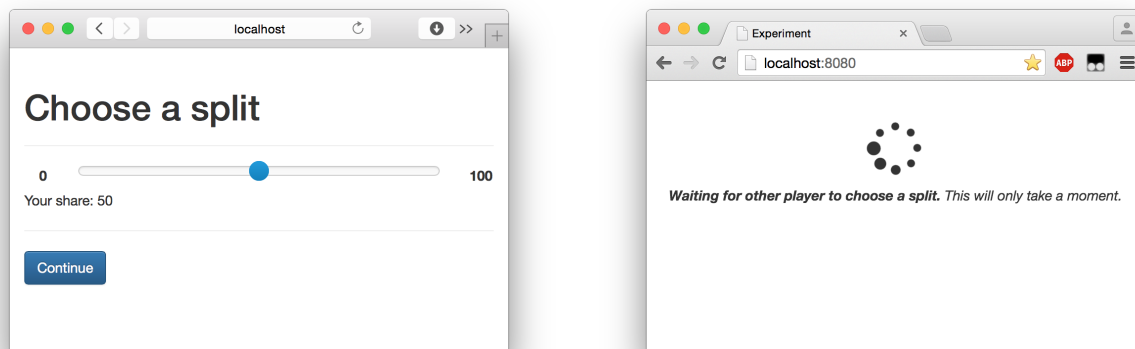 localhost
Choose a split
0
100
Your share: 50
Continue
Experiment
localhost:8080
ABP
Waiting for other player to choose a split. This will only take a moment.